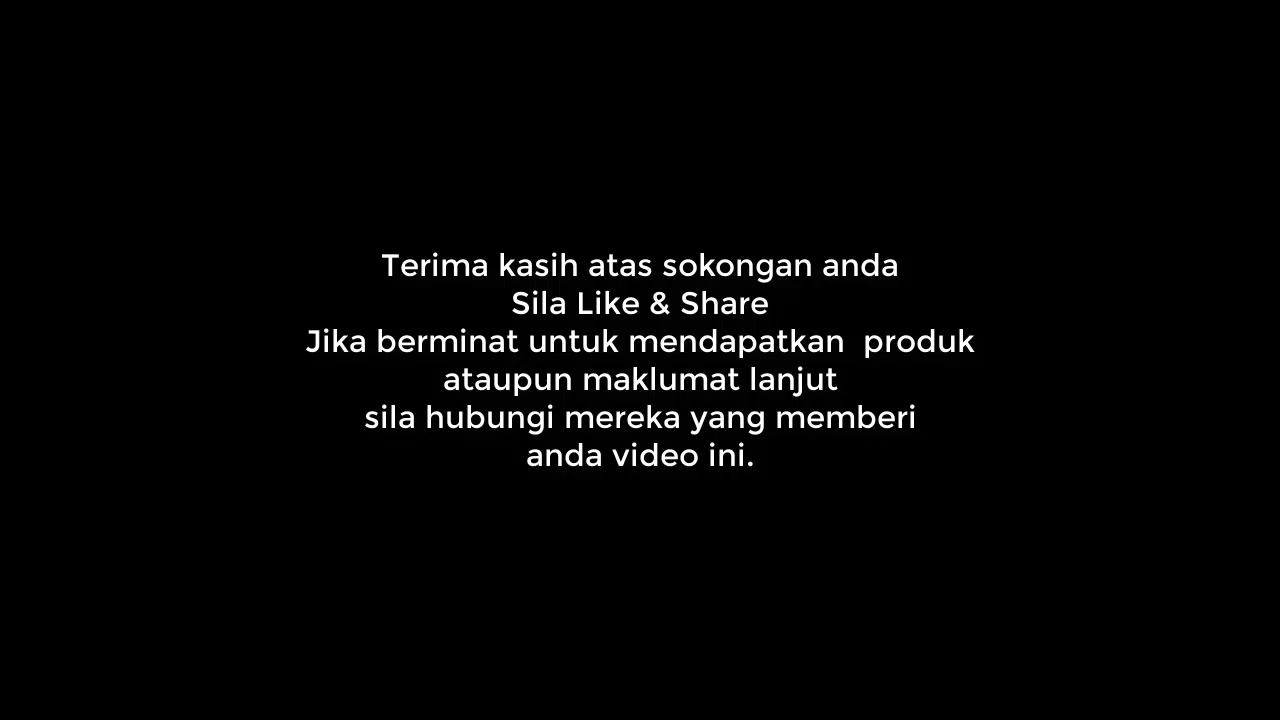 Terima kasih atas sokongan anda
Sila Like & Share
Jika berminat untuk mendapatkan  produk
ataupun maklumat lanjut
sila hubungi mereka yang memberi
anda video ini.